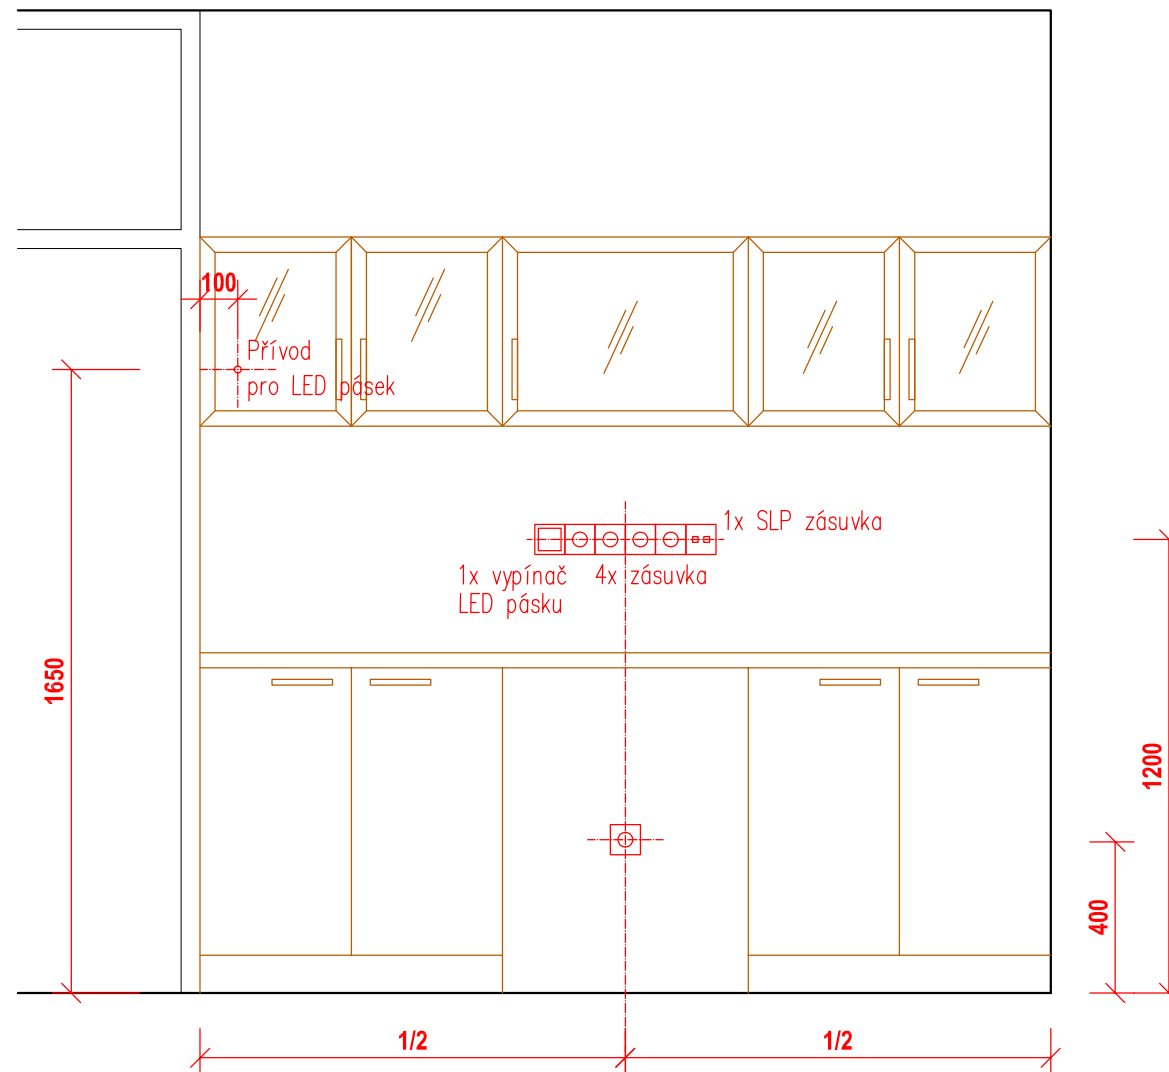 100
Přívod
pro LED pásek
1x SLP zásuvka
1x vypínač
LED pásku
4x zásuvka
1650
1200
400
1/2
1/2